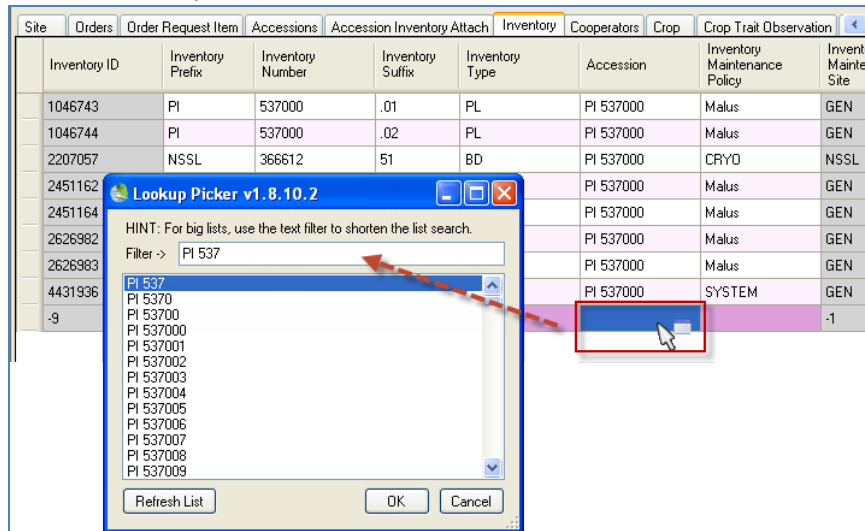 Site Orders Order Request Item Accessions Accession Inventory Attach Inventory Cooperators Crop Crop Trait Observation
Inventory ID Inventory Prefix Inventory Number Inventory Suffix Inventory Type Accession Inventory Maintenance Policy Invent Mainte Site
1046743 PI 537000 .01 PL PI 537000 Malus GEN
1046744 PI 537000 .02 PL PI 537000 Malus GEN
2207057 NSSL 366612 51 BD PI 537000 CRYO NSSL
2451162 PI 537000 Malus GEN
2451164 PI 537000 Malus GEN
2626982 PI 537000 Malus GEN
2626983 PI 537000 Malus GEN
4431936 PI 537000 SYSTEM GEN
-9 -1
Lookup Picker v1.8.10.2
HINT: For big lists, use the text filter to shorten the list search.
Filter -> PI 537
PI 537
PI 5370
PI 53700
PI 537000
PI 537001
PI 537002
PI 537003
PI 537004
PI 537005
PI 537006
PI 537007
PI 537008
PI 537009
Refresh List OK Cancel